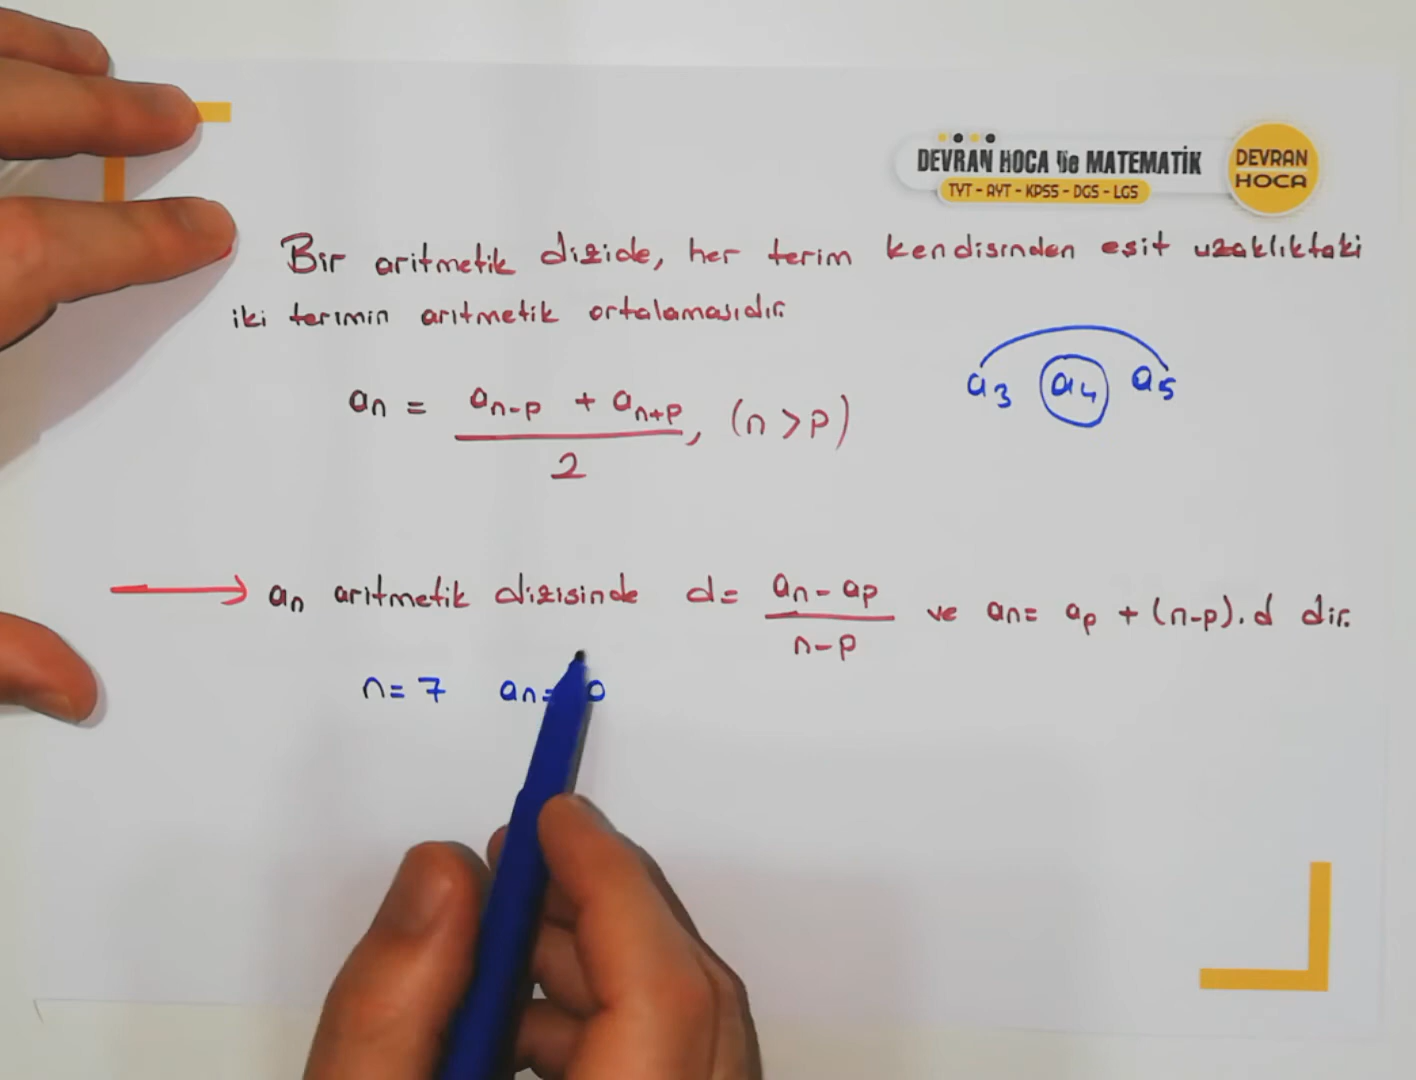 DEVRAN HOCA ile MATEMATİK
TYT - AYT - KPSS - DGS - LGS
DEVRAN
HOCA
Bir aritmetik dizide, her terim kendisinden eşit uzaklıktaki
iki terimin aritmetik ortalamasıdır.
an = (an-p + an+p) / 2, (n > p)
a3 a4 a5
an aritmetik dizisinde d = (an - ap) / (n - p) ve an = ap + (n-p).d dir.
n = 7 an =